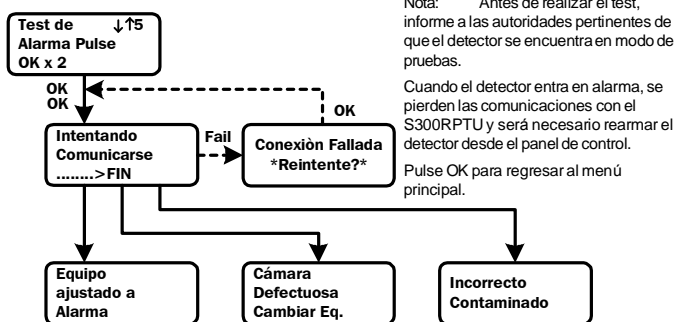 Test de ↓↑5
Alarma Pulse
OK x 2
OK
OK
OK
Intentando
Comunicarse
........>FIN
Fail
Conexiòn Fallada
*Reintente?*
Equipo
ajustado a
Alarma
Cámara
Defectuosa
Cambiar Eq.
Incorrecto
Contaminado
Nota: Antes de realizar el test,
informe a las autoridades pertinentes de
que el detector se encuentra en modo de
pruebas.
Cuando el detector entra en alarma, se
pierden las comunicaciones con el
S300RPTU y será necesario rearmar el
detector desde el panel de control.
Pulse OK para regresar al menú
principal.